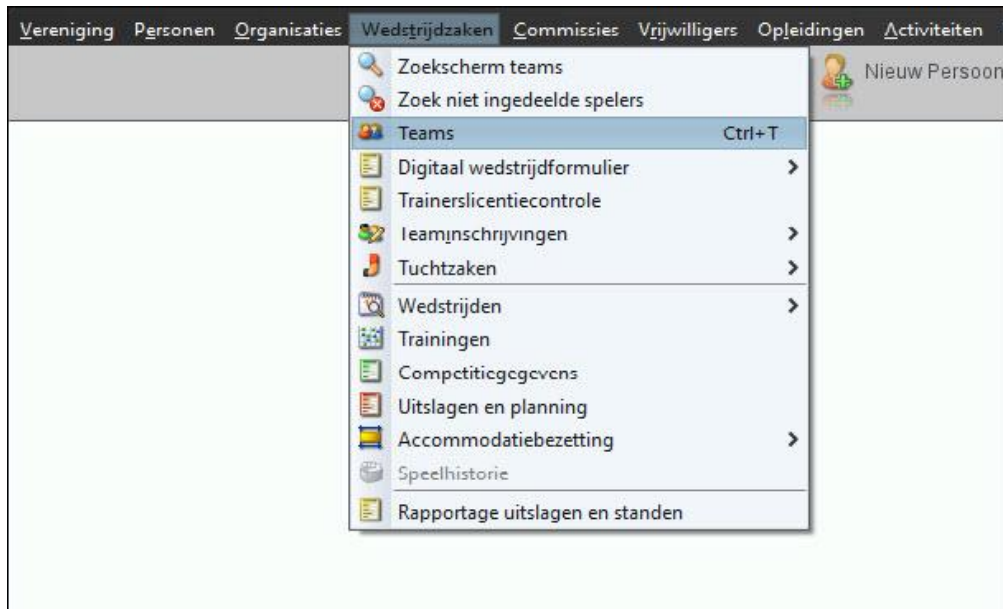 Vereniging Personen Organisaties Wedstrijdzaken Commissies Vrijwilligers Opleidingen Activiteiten
Nieuw Persoon
Zoekscherm teams
Zoek niet ingedeelde spelers
Teams Ctrl+T
Digitaal wedstrijdformulier
Trainerslicentiecontrole
Teaminschrijvingen
Tuchtzaken
Wedstrijden
Trainingen
Competitiegegevens
Uitslagen en planning
Accommodatiebezetting
Speelhistorie
Rapportage uitslagen en standen